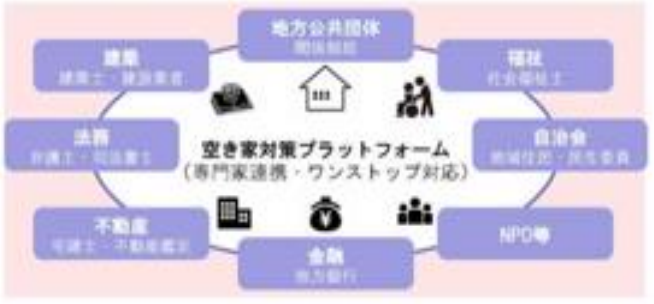 地方公共団体
関係部局
建築
建築士・建設業者
福祉
社会福祉士
法務
弁護士・司法書士
空き家対策プラットフォーム
(専門家連携・ワンストップ対応)
自治会
地域住民・民生委員
不動産
宅建士・不動産鑑定
金融
地方銀行
NPO等